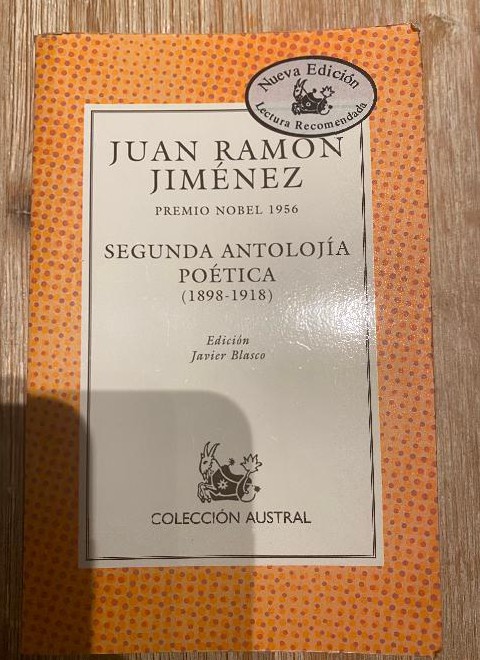 Nueva Edición
Lectura Recomendada
JUAN RAMÓN
JIMÉNEZ
PREMIO NOBEL 1956
SEGUNDA ANTOLOJÍA
POÉTICA
(1898-1918)
Edición
Javier Blasco
COLECCIÓN AUSTRAL